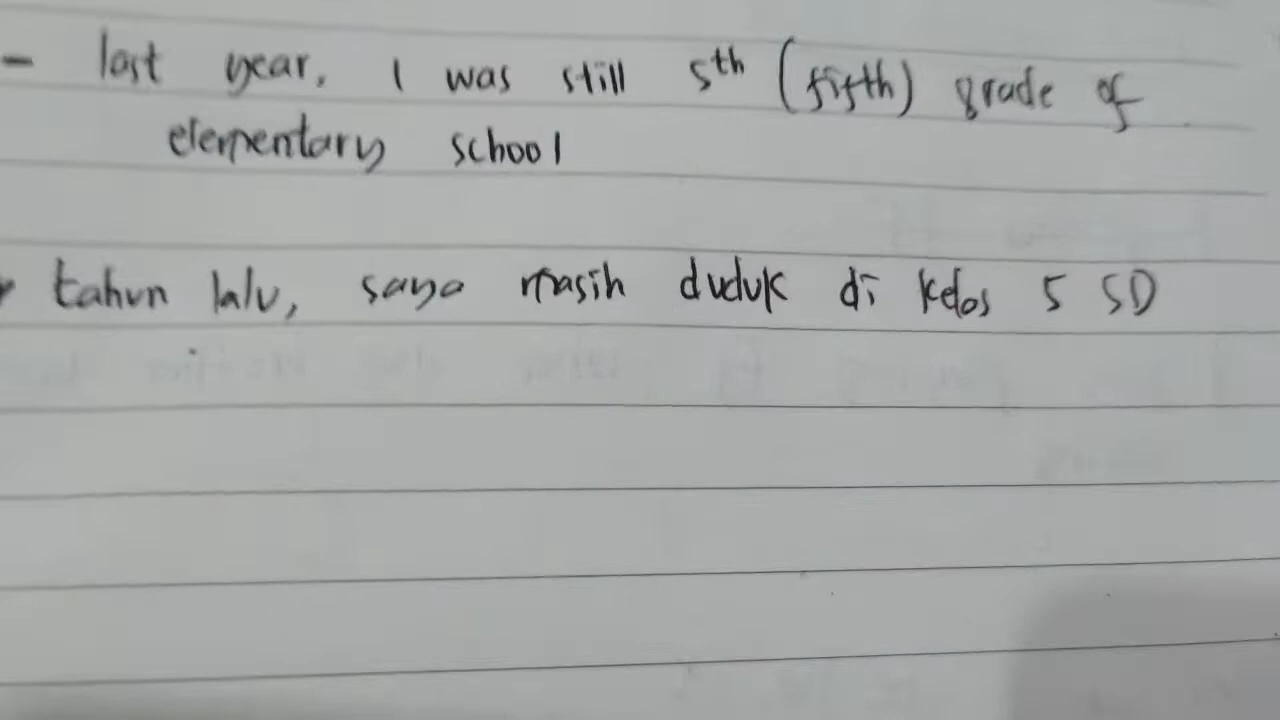 - last year, I was still 5th (fifth) grade of
elementary school
tahun lalu, saya masih duduk di kelas 5 SD